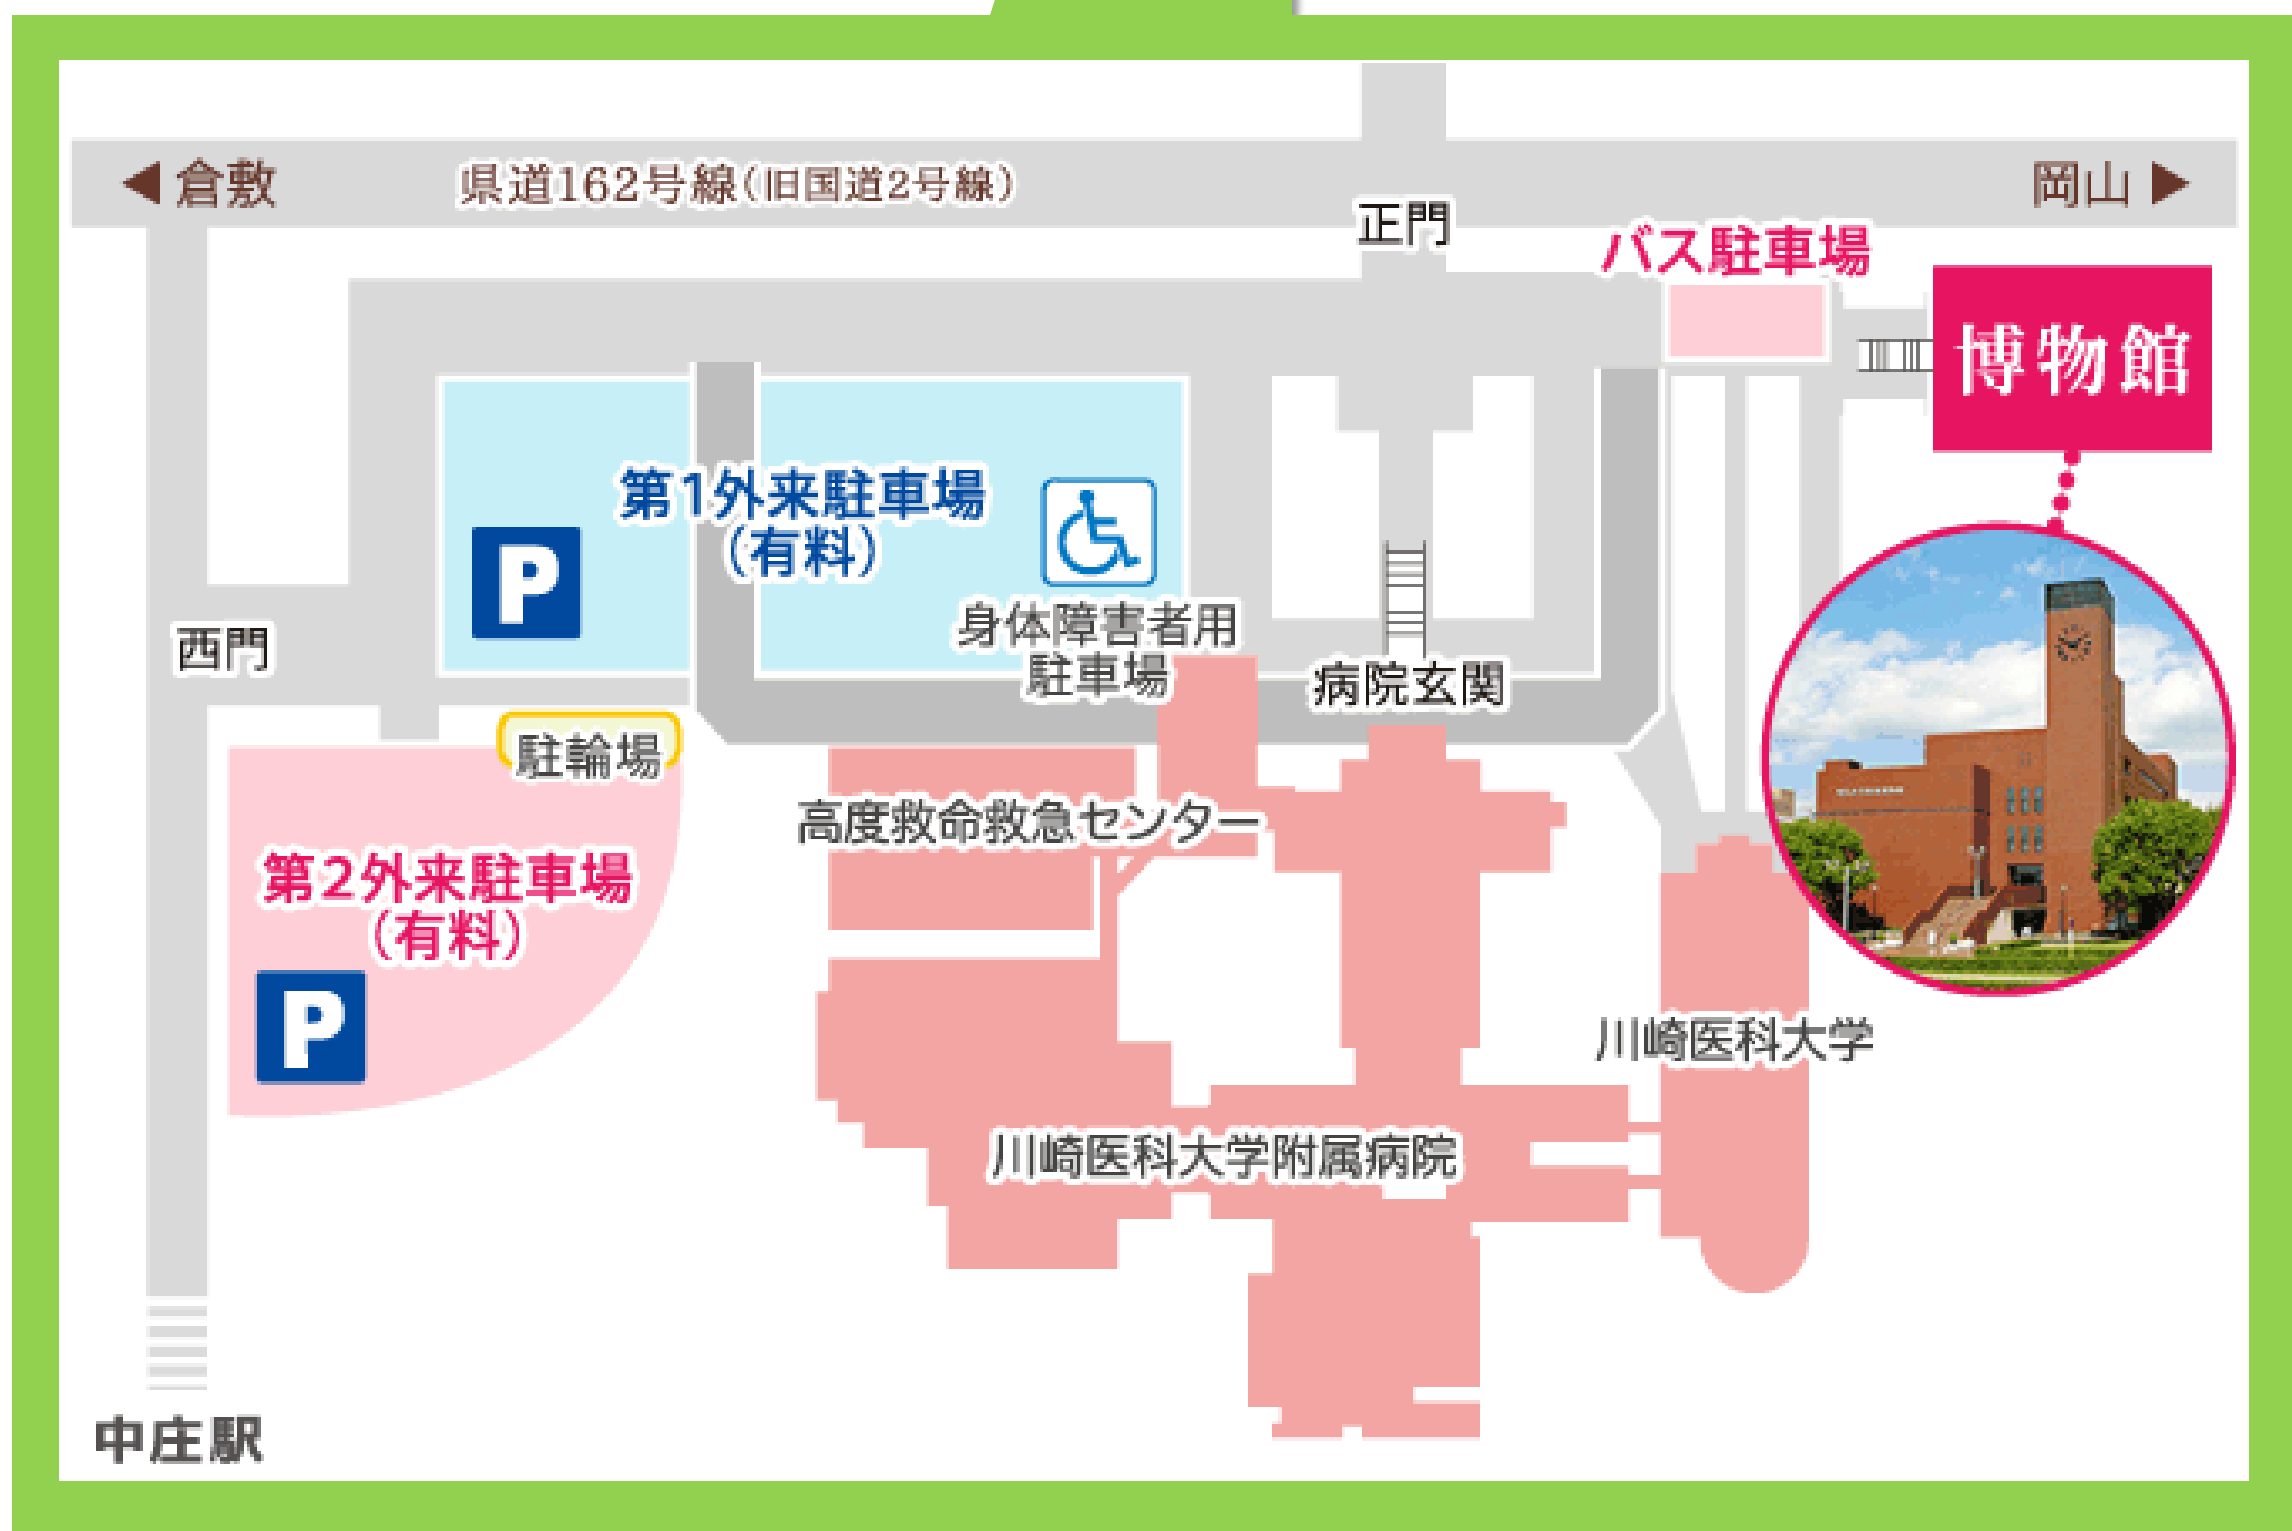 ◀ 倉敷
県道162号線(旧国道2号線)
岡山 ▶
正門
バス駐車場
博物館
第1外来駐車場
(有料)
P
身体障害者用
駐車場
西門
病院玄関
駐輪場
高度救命救急センター
第2外来駐車場
(有料)
P
川崎医科大学
川崎医科大学附属病院
中庄駅